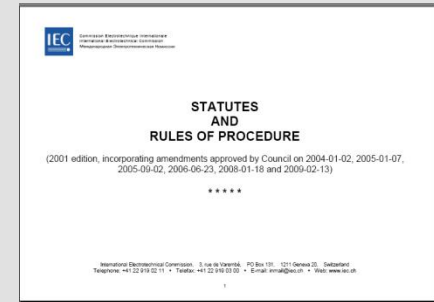 IEC
Commission Electrotechnique Internationale
International Electrotechnical Commission
Международная Электротехническая Комиссия
STATUTES
AND
RULES OF PROCEDURE
(2001 edition, incorporating amendments approved by Council on 2004-01-02, 2005-01-07,
2005-09-02, 2006-06-23, 2008-01-18 and 2009-02-13)
* * * * *
International Electrotechnical Commission, 3, rue de Varembé, PO Box 131, 1211 Geneva 20, Switzerland
Telephone: +41 22 919 02 11 • Telefax: +41 22 919 03 00 • E-mail: inmail@iec.ch • Web: www.iec.ch
1